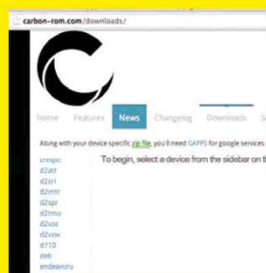 carbon-rom.com/downloads/
Home Features News Changelog Downloads
Along with your device specific zip file, you'll need GAPPS for google services
To begin, select a device from the sidebar on th
crespo
d2att
d2cri
d2mtr
d2spr
d2tmo
d2usc
d2vzw
d710
deb
endeavoru